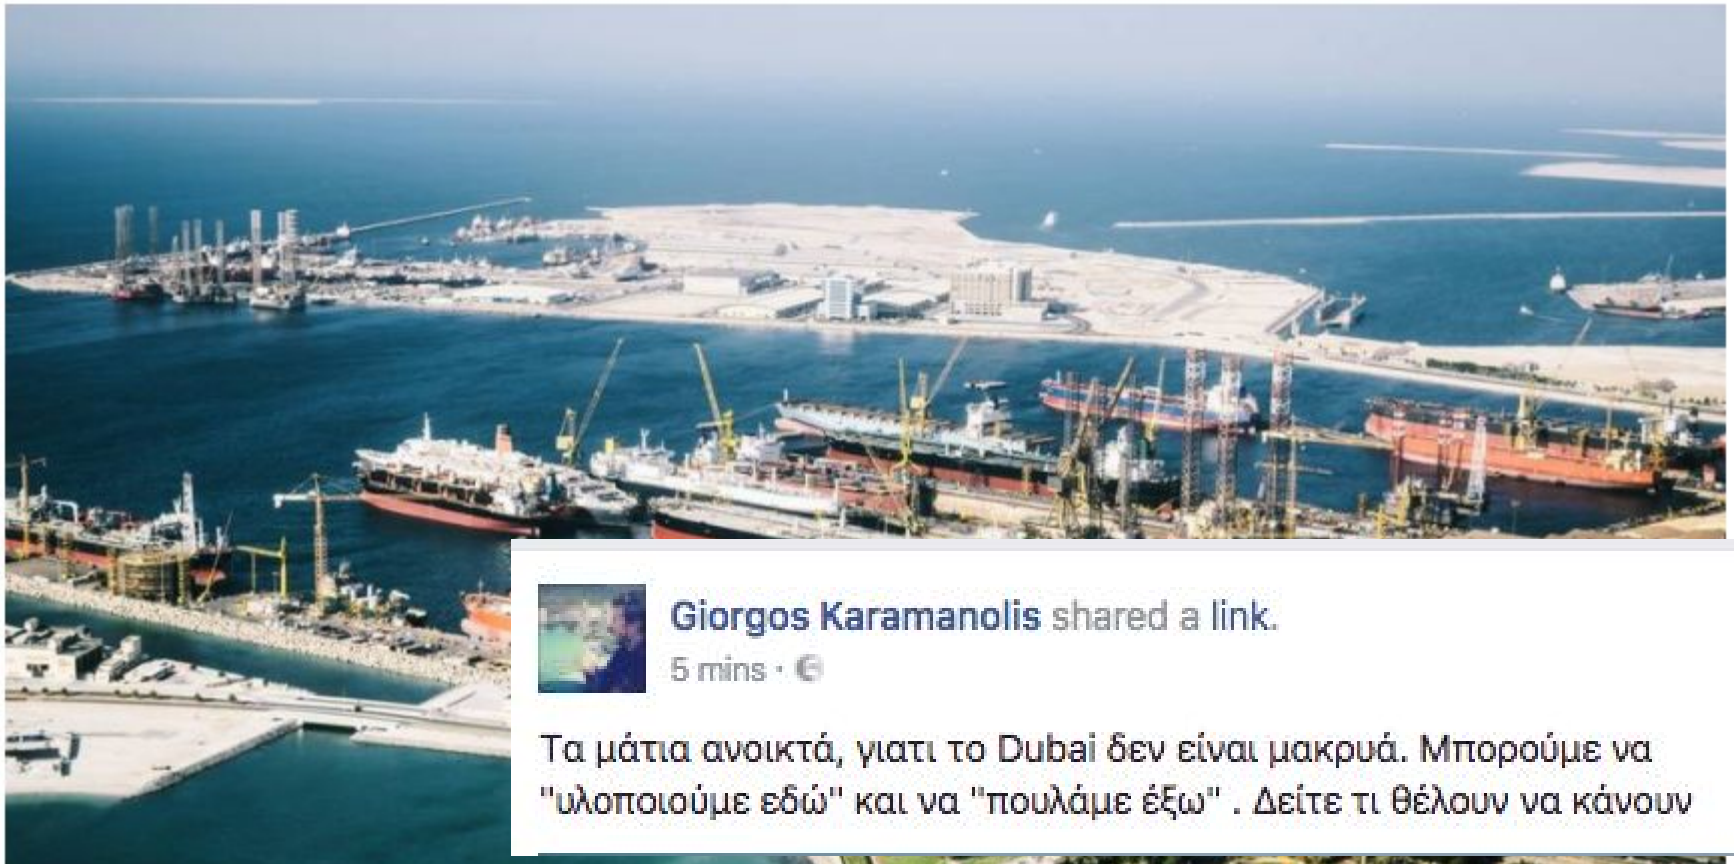 Giorgos Karamanolis shared a link.
5 mins ·
Τα μάτια ανοικτά, γιατι το Dubai δεν είναι μακρυά. Μπορούμε να
"υλοποιούμε εδώ" και να "πουλάμε έξω" . Δείτε τι θέλουν να κάνουν